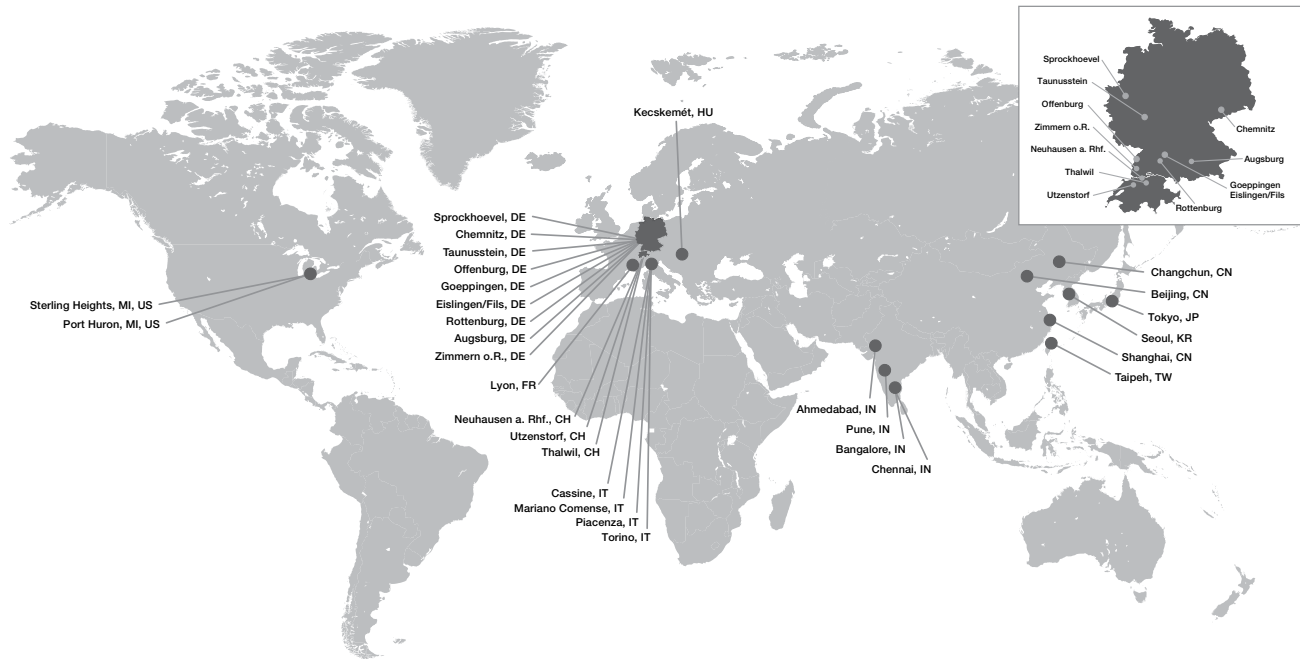 Kecskemét, HU
Sprockhoevel, DE
Chemnitz, DE
Taunusstein, DE
Offenburg, DE
Goeppingen, DE
Eislingen/Fils, DE
Rottenburg, DE
Augsburg, DE
Zimmern o.R., DE
Lyon, FR
Neuhausen a. Rhf., CH
Utzenstorf, CH
Thalwil, CH
Cassine, IT
Mariano Comense, IT
Piacenza, IT
Torino, IT
Sterling Heights, MI, US
Port Huron, MI, US
Ahmedabad, IN
Pune, IN
Bangalore, IN
Chennai, IN
Changchun, CN
Beijing, CN
Tokyo, JP
Seoul, KR
Shanghai, CN
Taipeh, TW
Sprockhoevel
Taunusstein
Offenburg
Zimmern o.R.
Neuhausen a. Rhf.
Thalwil
Utzenstorf
Chemnitz
Augsburg
Goeppingen
Eislingen/Fils
Rottenburg